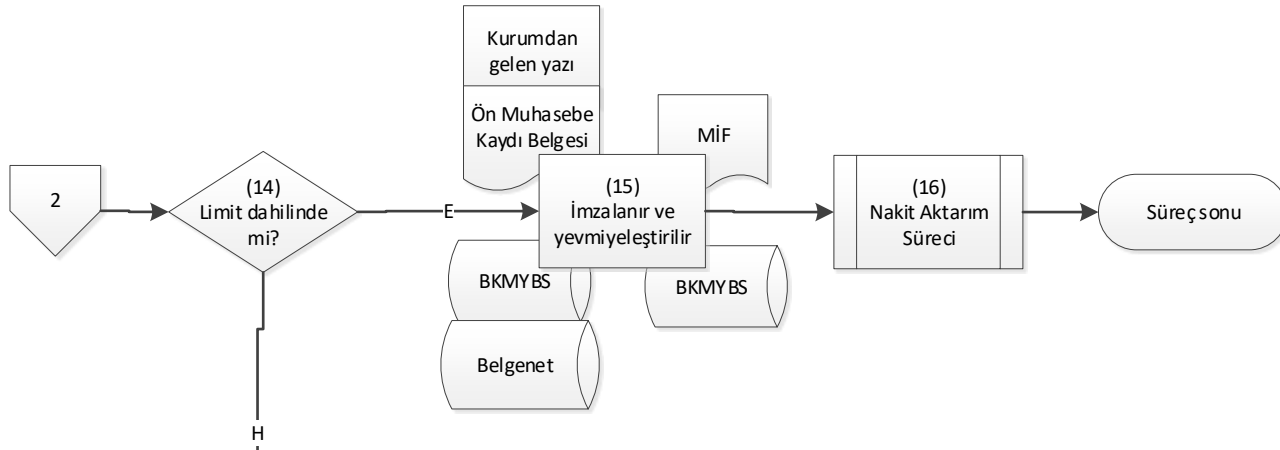 Kurumdan
gelen yazı
Ön Muhasebe
Kaydı Belgesi
MİF
2
(14)
Limit dahilinde
mi?
E
(15)
İmzalanır ve
yevmiyeleştirilir
(16)
Nakit Aktarım
Süreci
Süreç sonu
BKMYBS
BKMYBS
Belgenet
H